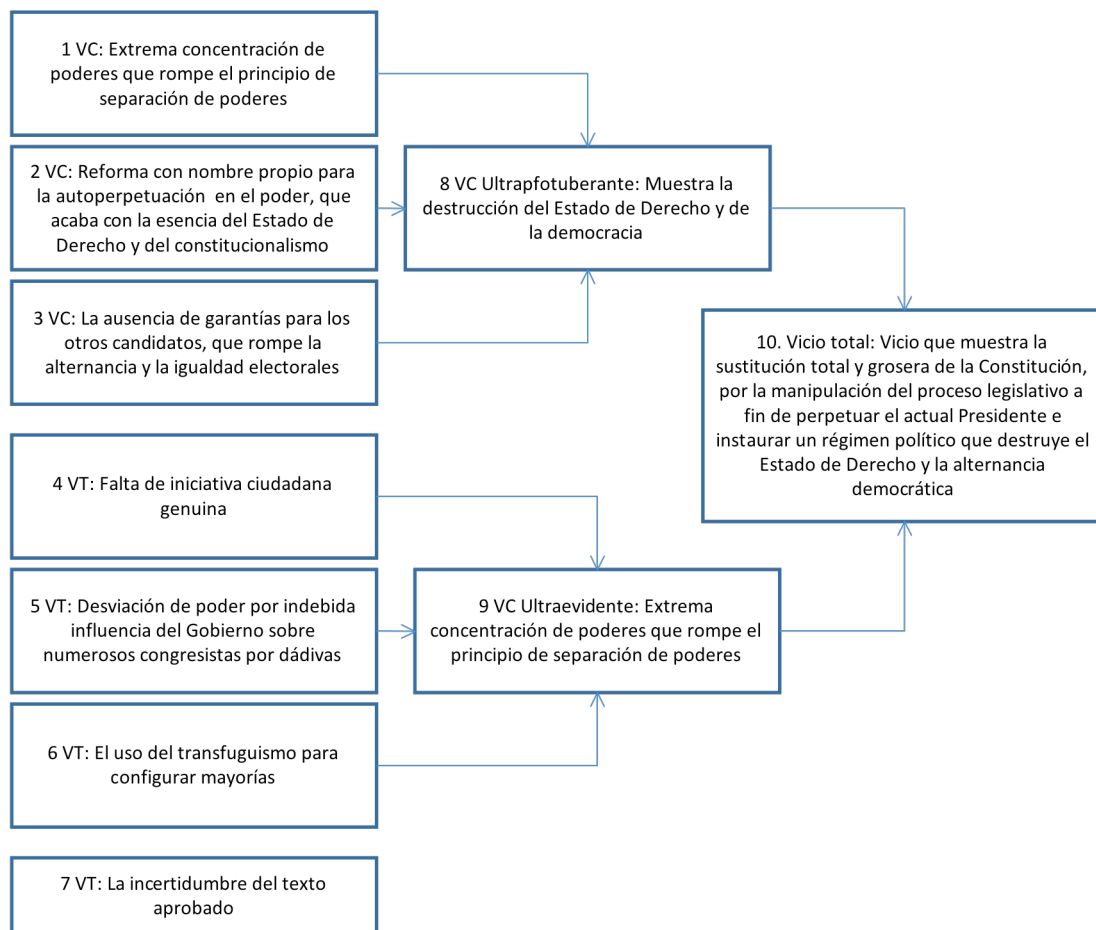 1 VC: Extrema concentración de
poderes que rompe el principio de
separación de poderes
2 VC: Reforma con nombre propio para
la autoperpetuación  en el poder, que
acaba con la esencia del Estado de
Derecho y del constitucionalismo
3 VC: La ausencia de garantías para los
otros candidatos, que rompe la
alternancia y la igualdad electorales
8 VC Ultrapfotuberante: Muestra la
destrucción del Estado de Derecho y de
la democracia
4 VT: Falta de iniciativa ciudadana
genuina
5 VT: Desviación de poder por indebida
influencia del Gobierno sobre
numerosos congresistas por dádivas
6 VT: El uso del transfuguismo para
configurar mayorías
9 VC Ultraevidente: Extrema
concentración de poderes que rompe el
principio de separación de poderes
7 VT: La incertidumbre del texto
aprobado
10. Vicio total: Vicio que muestra la
sustitución total y grosera de la Constitución,
por la manipulación del proceso legislativo a
fin de perpetuar el actual Presidente e
instaurar un régimen político que destruye el
Estado de Derecho y la alternancia
democrática